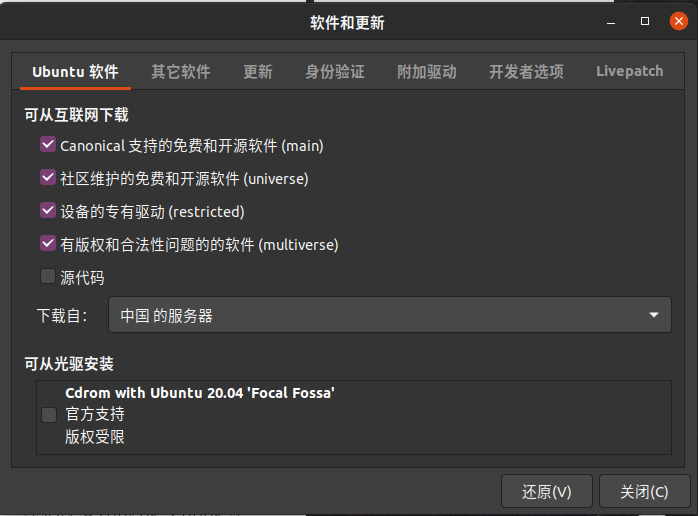 软件和更新
Ubuntu 软件 其它软件 更新 身份验证 附加驱动 开发者选项 Livepatch
可从互联网下载
Canonical 支持的免费和开源软件 (main)
社区维护的免费和开源软件 (universe)
设备的专有驱动 (restricted)
有版权和合法性问题的的软件 (multiverse)
源代码
下载自： 中国 的服务器
可从光驱安装
Cdrom with Ubuntu 20.04 'Focal Fossa'
官方支持
版权受限
还原(V) 关闭(C)